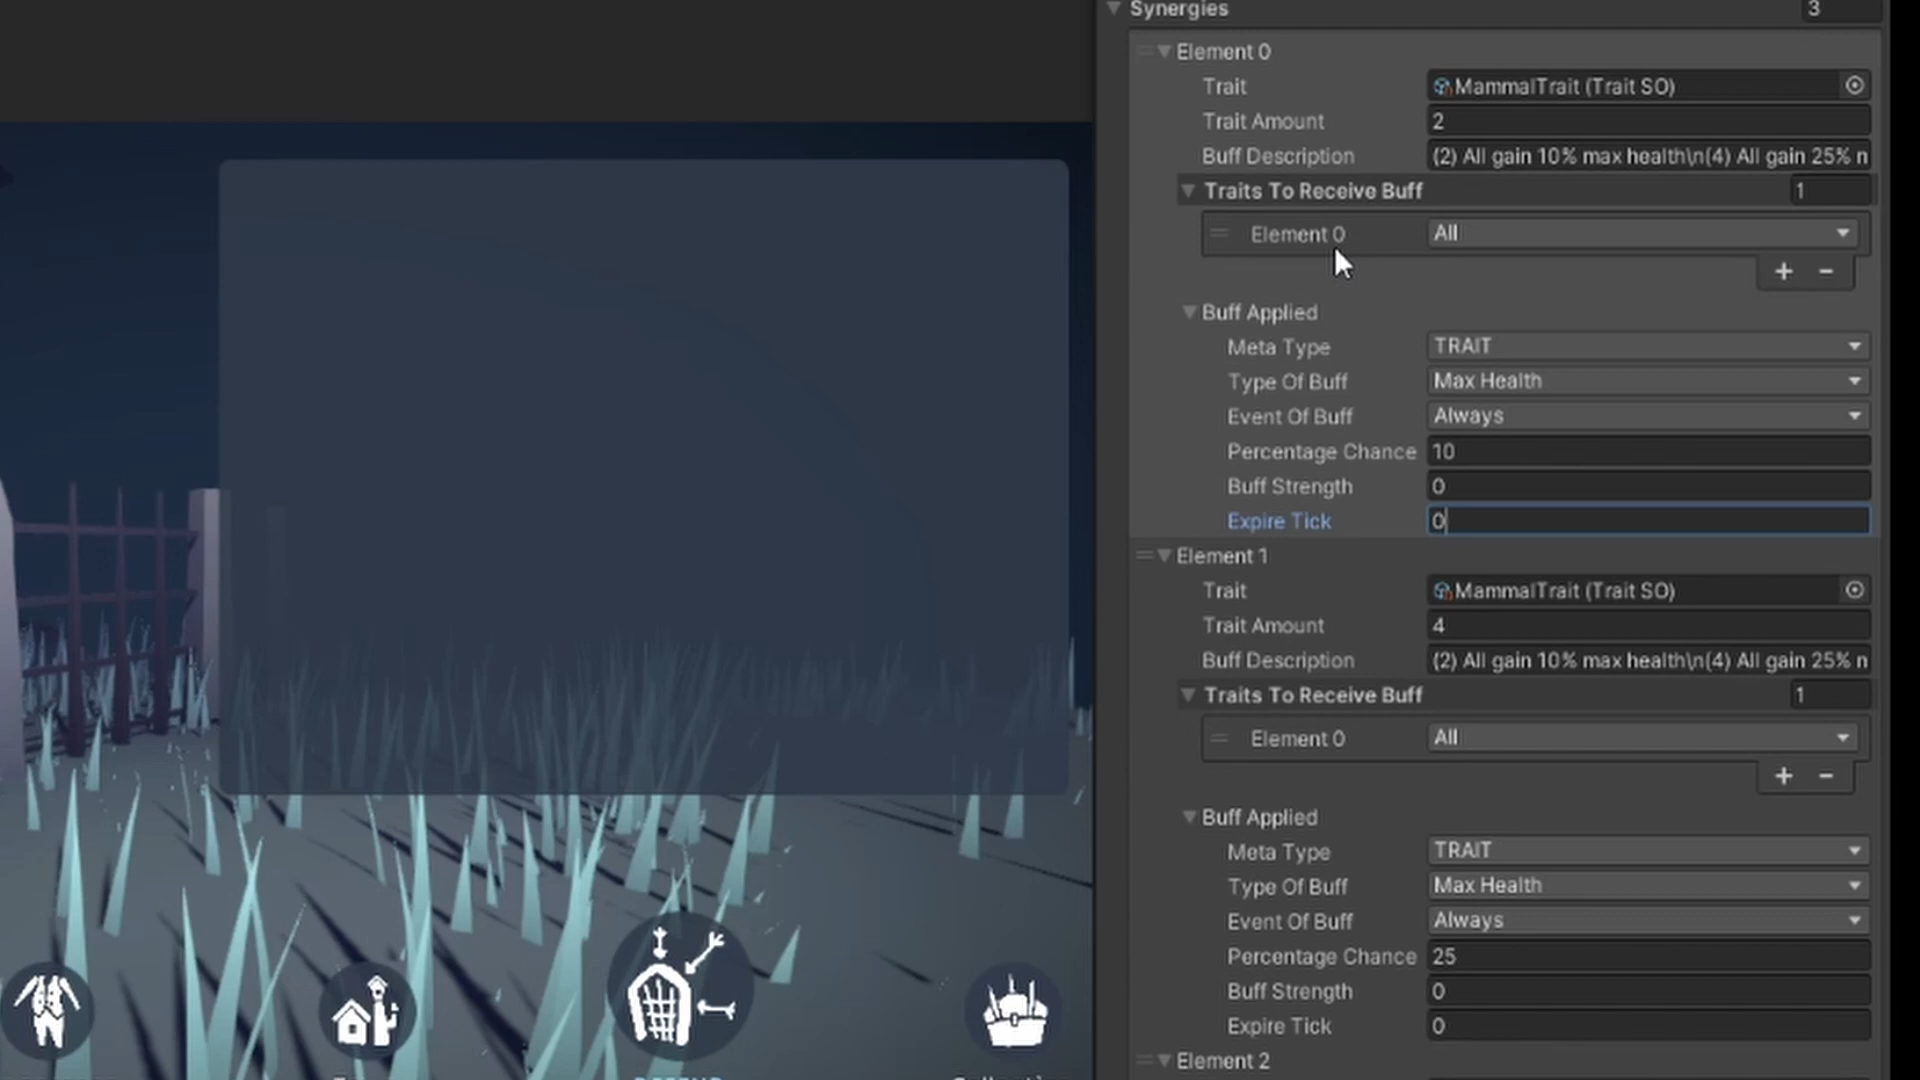 Synergies 3
Element 0
Trait MammalTrait (Trait SO)
Trait Amount 2
Buff Description (2) All gain 10% max health\n(4) All gain 25% n
Traits To Receive Buff 1
Element 0 All
+ −
Buff Applied
Meta Type TRAIT
Type Of Buff Max Health
Event Of Buff Always
Percentage Chance 10
Buff Strength 0
Expire Tick 0
Element 1
Trait MammalTrait (Trait SO)
Trait Amount 4
Buff Description (2) All gain 10% max health\n(4) All gain 25% n
Traits To Receive Buff 1
Element 0 All
+ −
Buff Applied
Meta Type TRAIT
Type Of Buff Max Health
Event Of Buff Always
Percentage Chance 25
Buff Strength 0
Expire Tick 0
Element 2